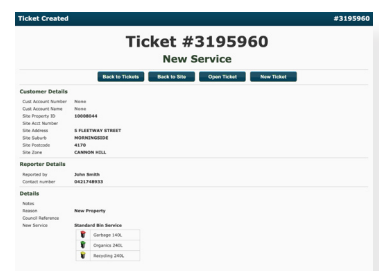 Ticket Created #3195960
Ticket #3195960
New Service
Back to Tickets Back to Site Open Ticket New Ticket
Customer Details
Cust Account Number None
Cust Account Name None
Site Property ID 10008044
Site Acct Number
Site Address 5 FLEETWAY STREET
Site Suburb MORNINGSIDE
Site Postcode 4170
Site Zone CANNON HILL
Reporter Details
Reported by John Smith
Contact number 0421748933
Details
Notes
Reason New Property
Council Reference
New Service Standard Bin Service
Garbage 140L
Organics 240L
Recycling 240L